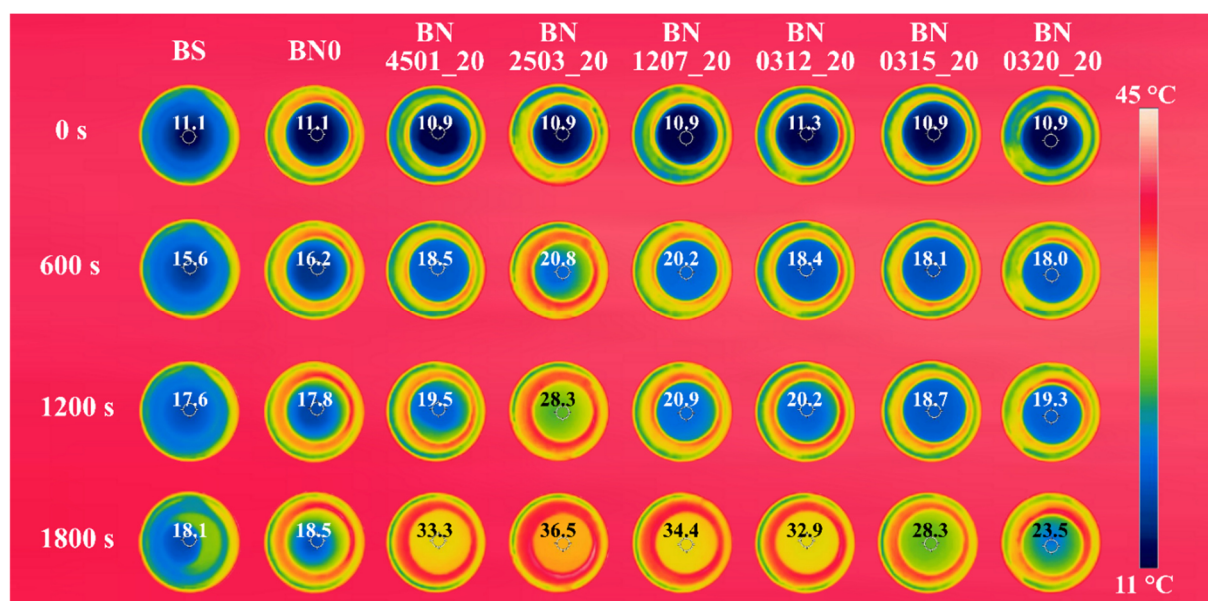 BS BN0 BN 4501_20 BN 2503_20 BN 1207_20 BN 0312_20 BN 0315_20 BN 0320_20
45 °C
0 s 11.1 11.1 10.9 10.9 10.9 11.3 10.9 10.9
600 s 15.6 16.2 18.5 20.8 20.2 18.4 18.1 18.0
1200 s 17.6 17.8 19.5 28.3 20.9 20.2 18.7 19.3
1800 s 18.1 18.5 33.3 36.5 34.4 32.9 28.3 23.5
11 °C